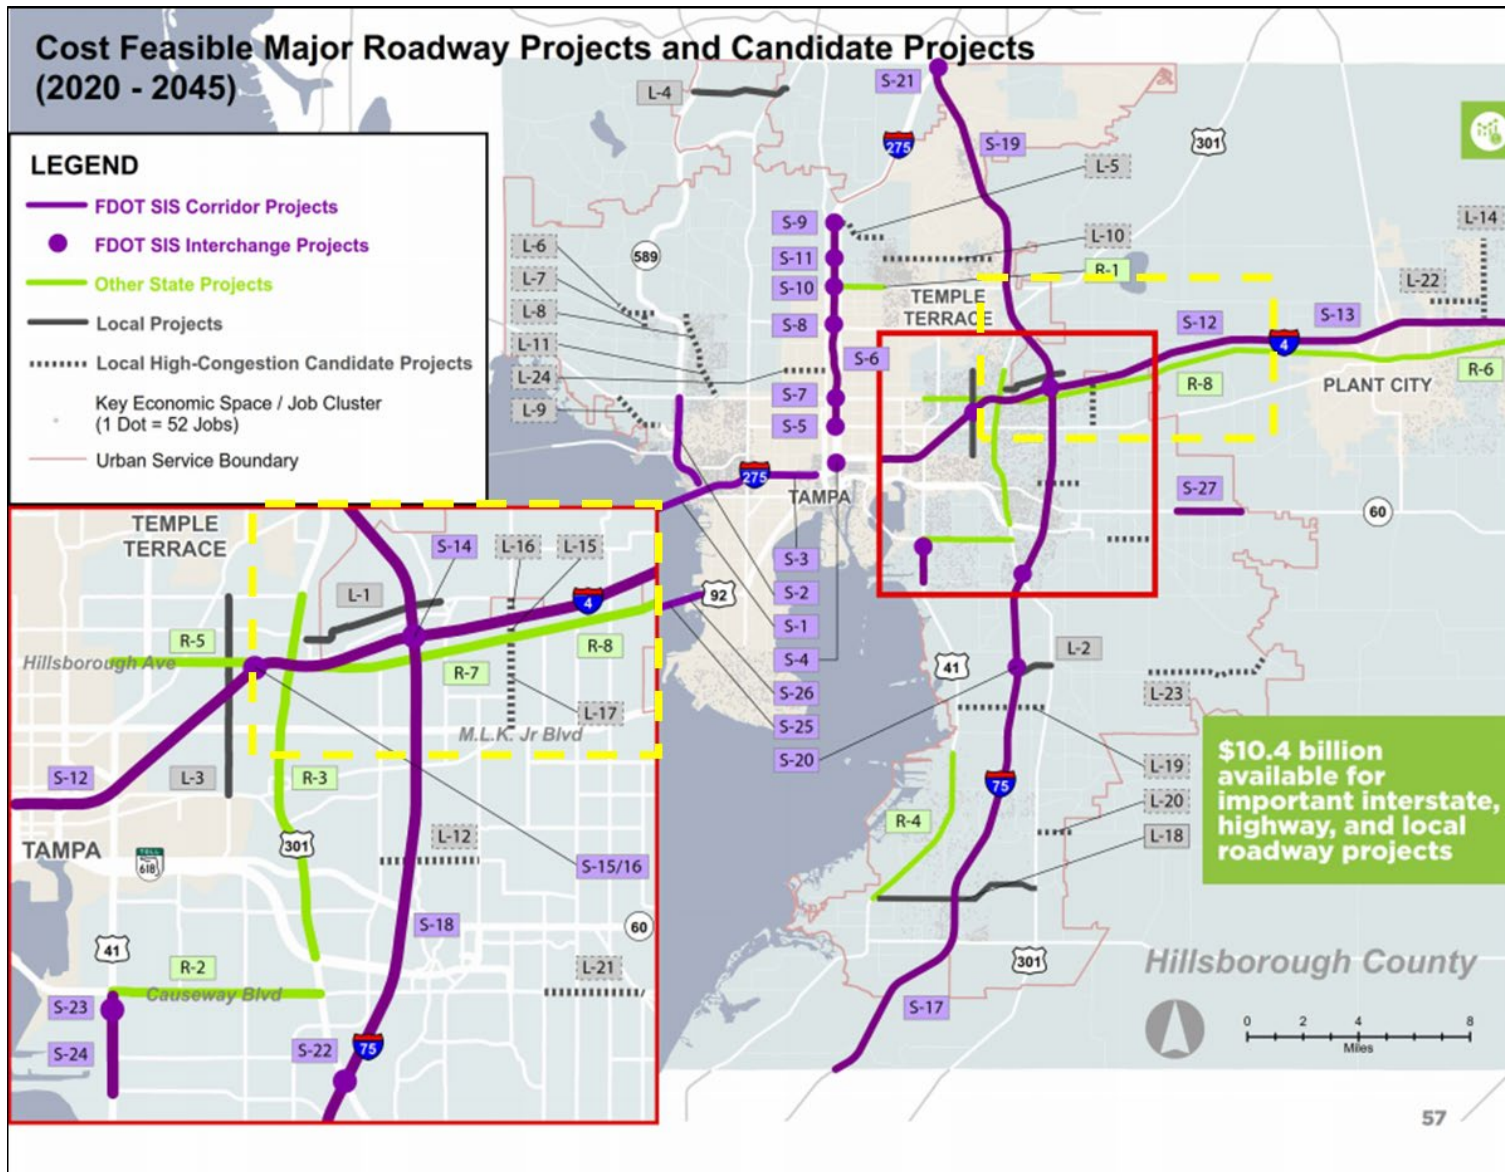 Cost Feasible Major Roadway Projects and Candidate Projects
(2020 - 2045)
LEGEND
FDOT SIS Corridor Projects
FDOT SIS Interchange Projects
Other State Projects
Local Projects
Local High-Congestion Candidate Projects
Key Economic Space / Job Cluster
(1 Dot = 52 Jobs)
Urban Service Boundary
L-4
S-21
275
S-19
301
L-5
S-9
L-14
L-10
L-6
589
S-11
R-1
L-7
S-10
L-22
TEMPLE
TERRACE
L-8
S-8
S-12
S-13
4
L-11
S-6
L-24
R-8
PLANT CITY
R-6
S-7
L-9
S-5
275
TAMPA
S-27
60
S-3
S-2
92
S-1
S-4
41
L-2
S-26
L-23
S-25
S-20
L-19
75
L-20
R-4
L-18
$10.4 billion
available for
important interstate,
highway, and local
roadway projects
301
Hillsborough County
S-17
0 2 4 8
Miles
57
TEMPLE
TERRACE
S-14
L-16
L-15
L-1
4
R-5
R-8
Hillsborough Ave
R-7
L-17
M.L.K. Jr Blvd
S-12
L-3
R-3
L-12
301
TAMPA
TOLL
618
S-15/16
S-18
60
41
R-2
L-21
Causeway Blvd
S-23
S-24
S-22
75